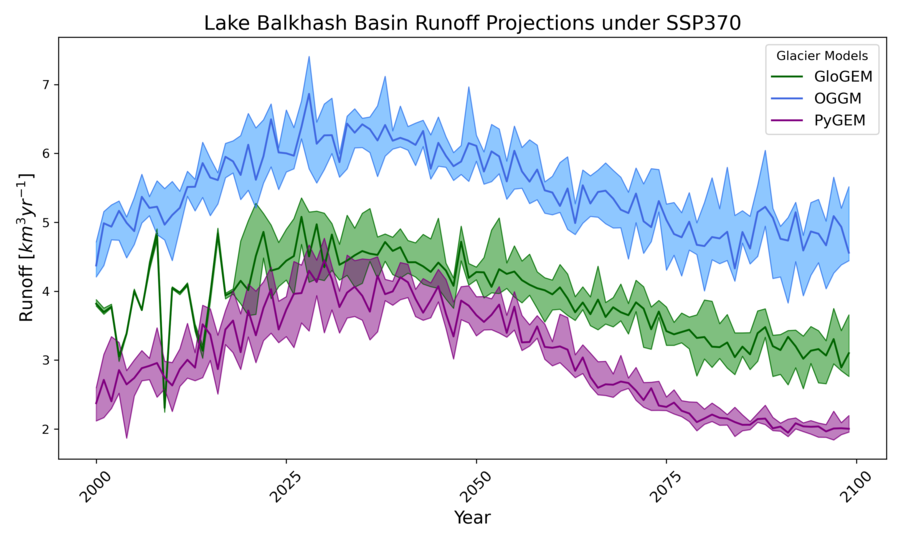 Lake Balkhash Basin Runoff Projections under SSP370
Glacier Models
GloGEM
OGGM
PyGEM
Runoff [km³yr⁻¹]
7
6
5
4
3
2
2000
2025
2050
2075
2100
Year